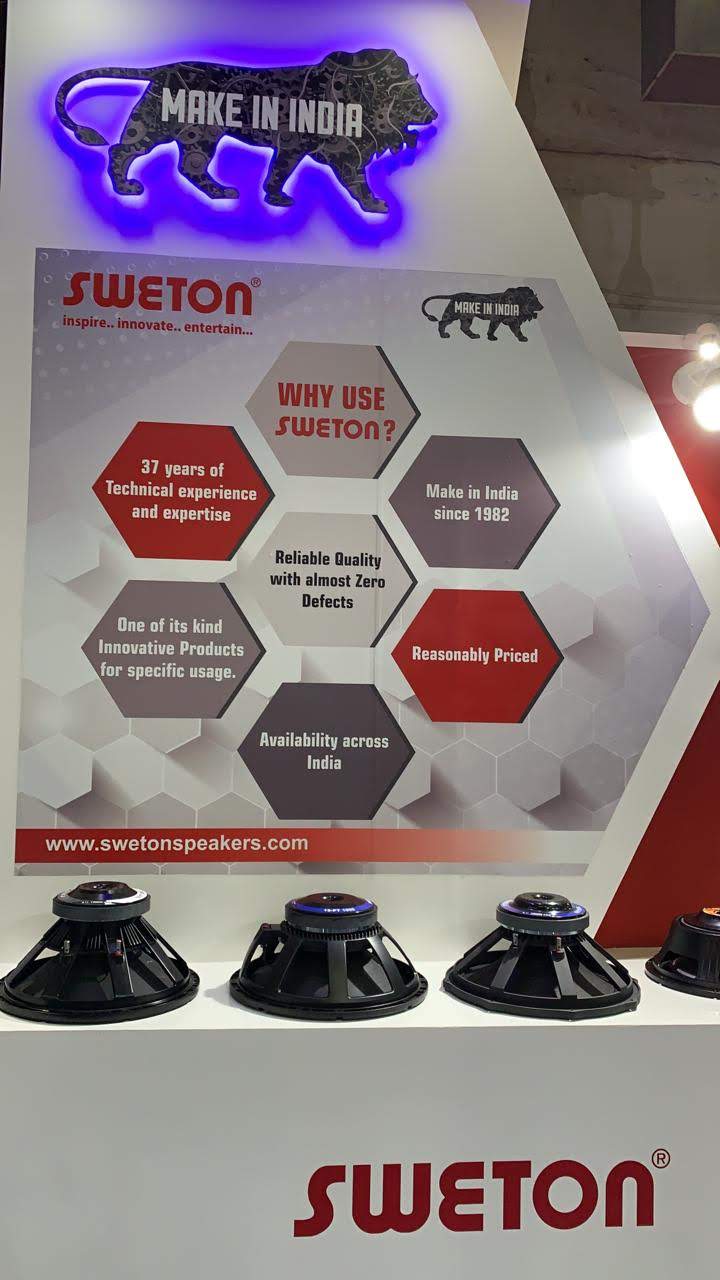 MAKE IN INDIA
SWETON®
inspire.. innovate.. entertain...
MAKE IN INDIA
WHY USE
SWETON?
37 years of
Technical experience
and expertise
Make in India
since 1982
Reliable Quality
with almost Zero
Defects
One of its kind
Innovative Products
for specific usage.
Reasonably Priced
Availability across
India
www.swetonspeakers.com
SWETON®